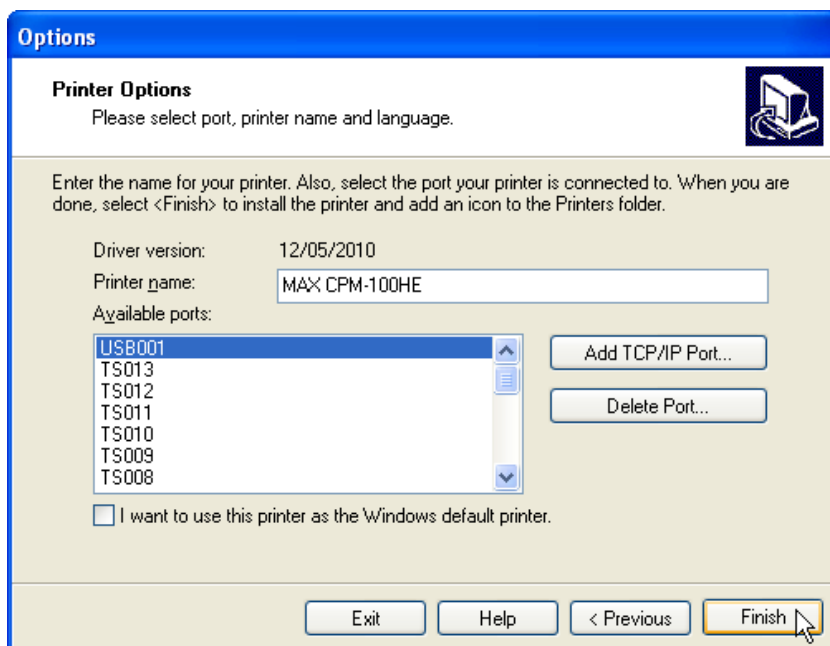 Options
Printer Options
Please select port, printer name and language.
Enter the name for your printer. Also, select the port your printer is connected to. When you are
done, select <Finish> to install the printer and add an icon to the Printers folder.
Driver version: 12/05/2010
Printer name: MAX CPM-100HE
Available ports:
USB001
TS013
TS012
TS011
TS010
TS009
TS008
Add TCP/IP Port...
Delete Port...
I want to use this printer as the Windows default printer.
Exit Help < Previous Finish